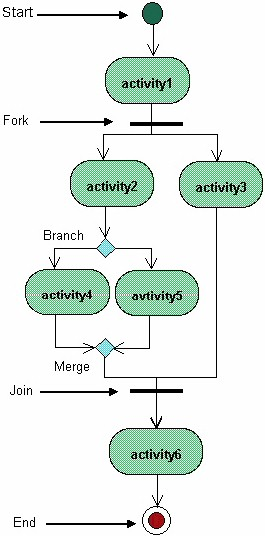 Start
activity1
Fork
activity2
activity3
Branch
activity4
avtivity5
Merge
Join
activity6
End